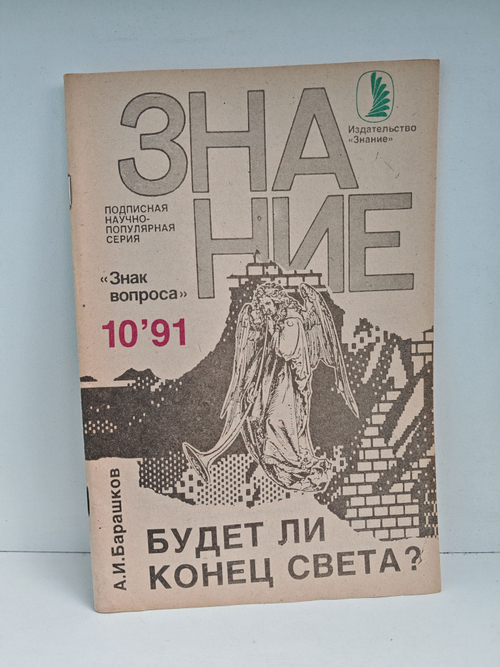 ЗНА
НИЕ
Издательство
«Знание»
ПОДПИСНАЯ
НАУЧНО-
ПОПУЛЯРНАЯ
СЕРИЯ
«Знак
вопроса»
10'91
А.И.Барашков
БУДЕТ ЛИ
КОНЕЦ СВЕТА?